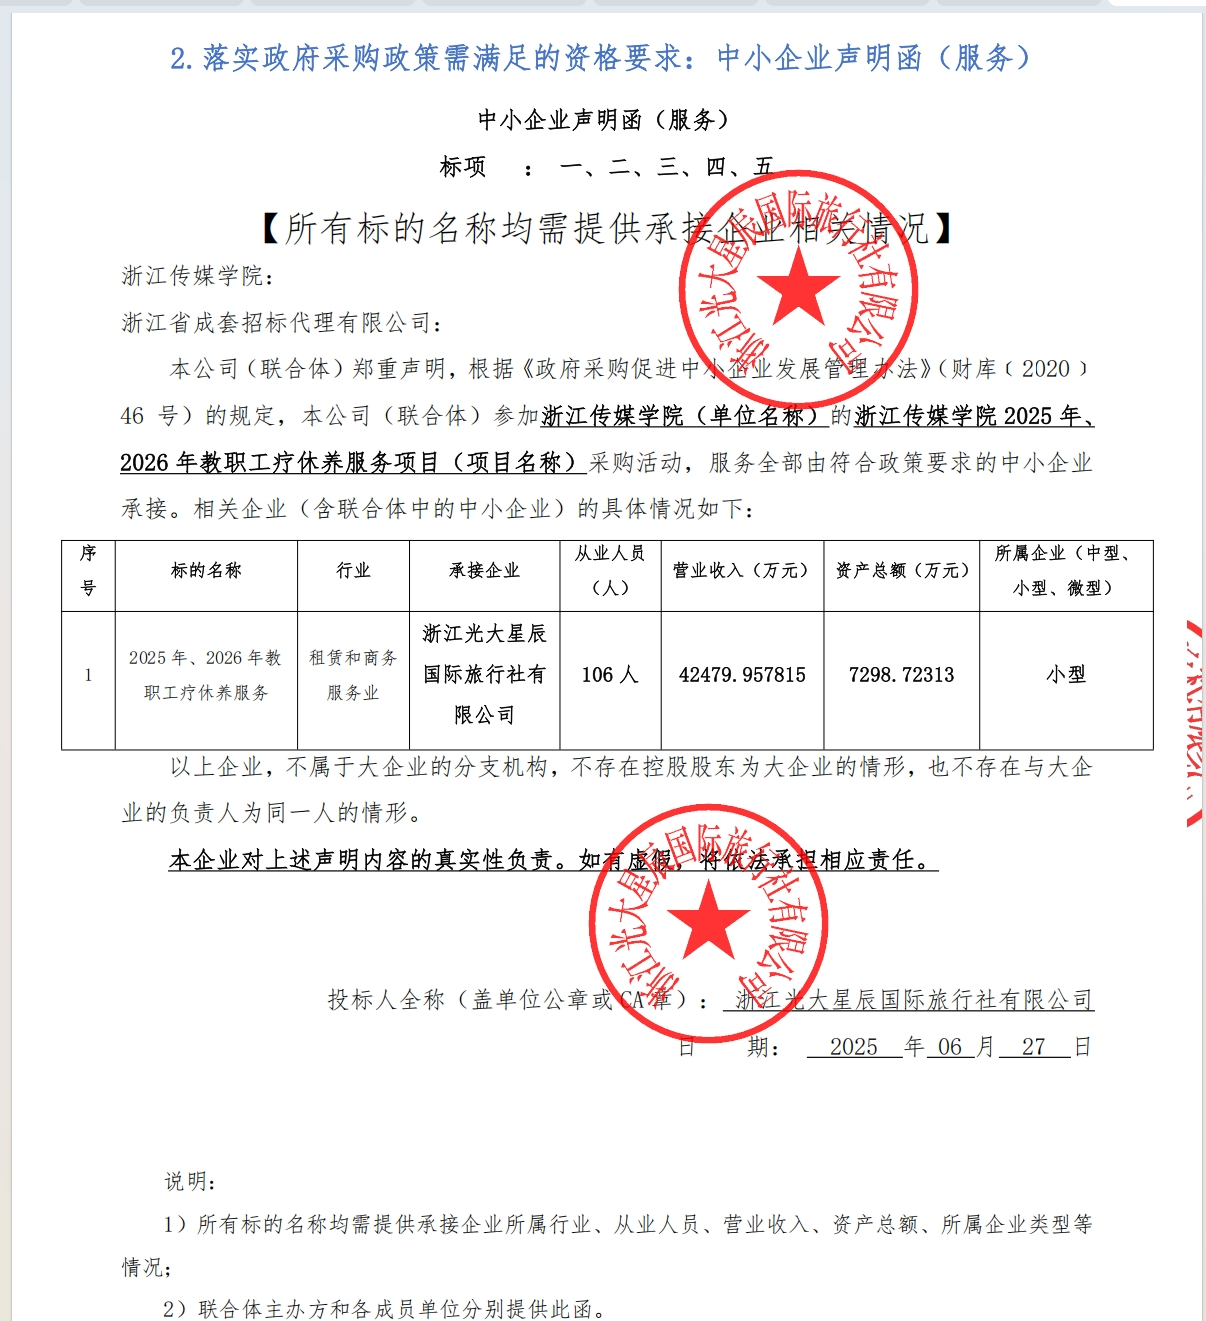 2.落实政府采购政策需满足的资格要求：中小企业声明函（服务）
中小企业声明函（服务）
标项 ： 一、二、三、四、五
【所有标的名称均需提供承接企业相关情况】
浙江传媒学院：
浙江省成套招标代理有限公司：
本公司（联合体）郑重声明，根据《政府采购促进中小企业发展管理办法》（财库﹝2020﹞
46 号）的规定，本公司（联合体）参加浙江传媒学院（单位名称）的浙江传媒学院 2025 年、
2026 年教职工疗休养服务项目（项目名称）采购活动，服务全部由符合政策要求的中小企业
承接。相关企业（含联合体中的中小企业）的具体情况如下：
序号 标的名称 行业 承接企业 从业人员（人） 营业收入（万元） 资产总额（万元） 所属企业（中型、小型、微型）
1 2025 年、2026 年教职工疗休养服务 租赁和商务服务业 浙江光大星辰国际旅行社有限公司 106 人 42479.957815 7298.72313 小型
以上企业，不属于大企业的分支机构，不存在控股股东为大企业的情形，也不存在与大企
业的负责人为同一人的情形。
本企业对上述声明内容的真实性负责。如有虚假，将依法承担相应责任。
投标人全称（盖单位公章或 CA 章）： 浙江光大星辰国际旅行社有限公司
日 期： 2025 年 06 月 27 日
说明：
1）所有标的名称均需提供承接企业所属行业、从业人员、营业收入、资产总额、所属企业类型等
情况；
2）联合体主办方和各成员单位分别提供此函。
浙江光大星辰国际旅行社有限公司
浙江光大星辰国际旅行社有限公司